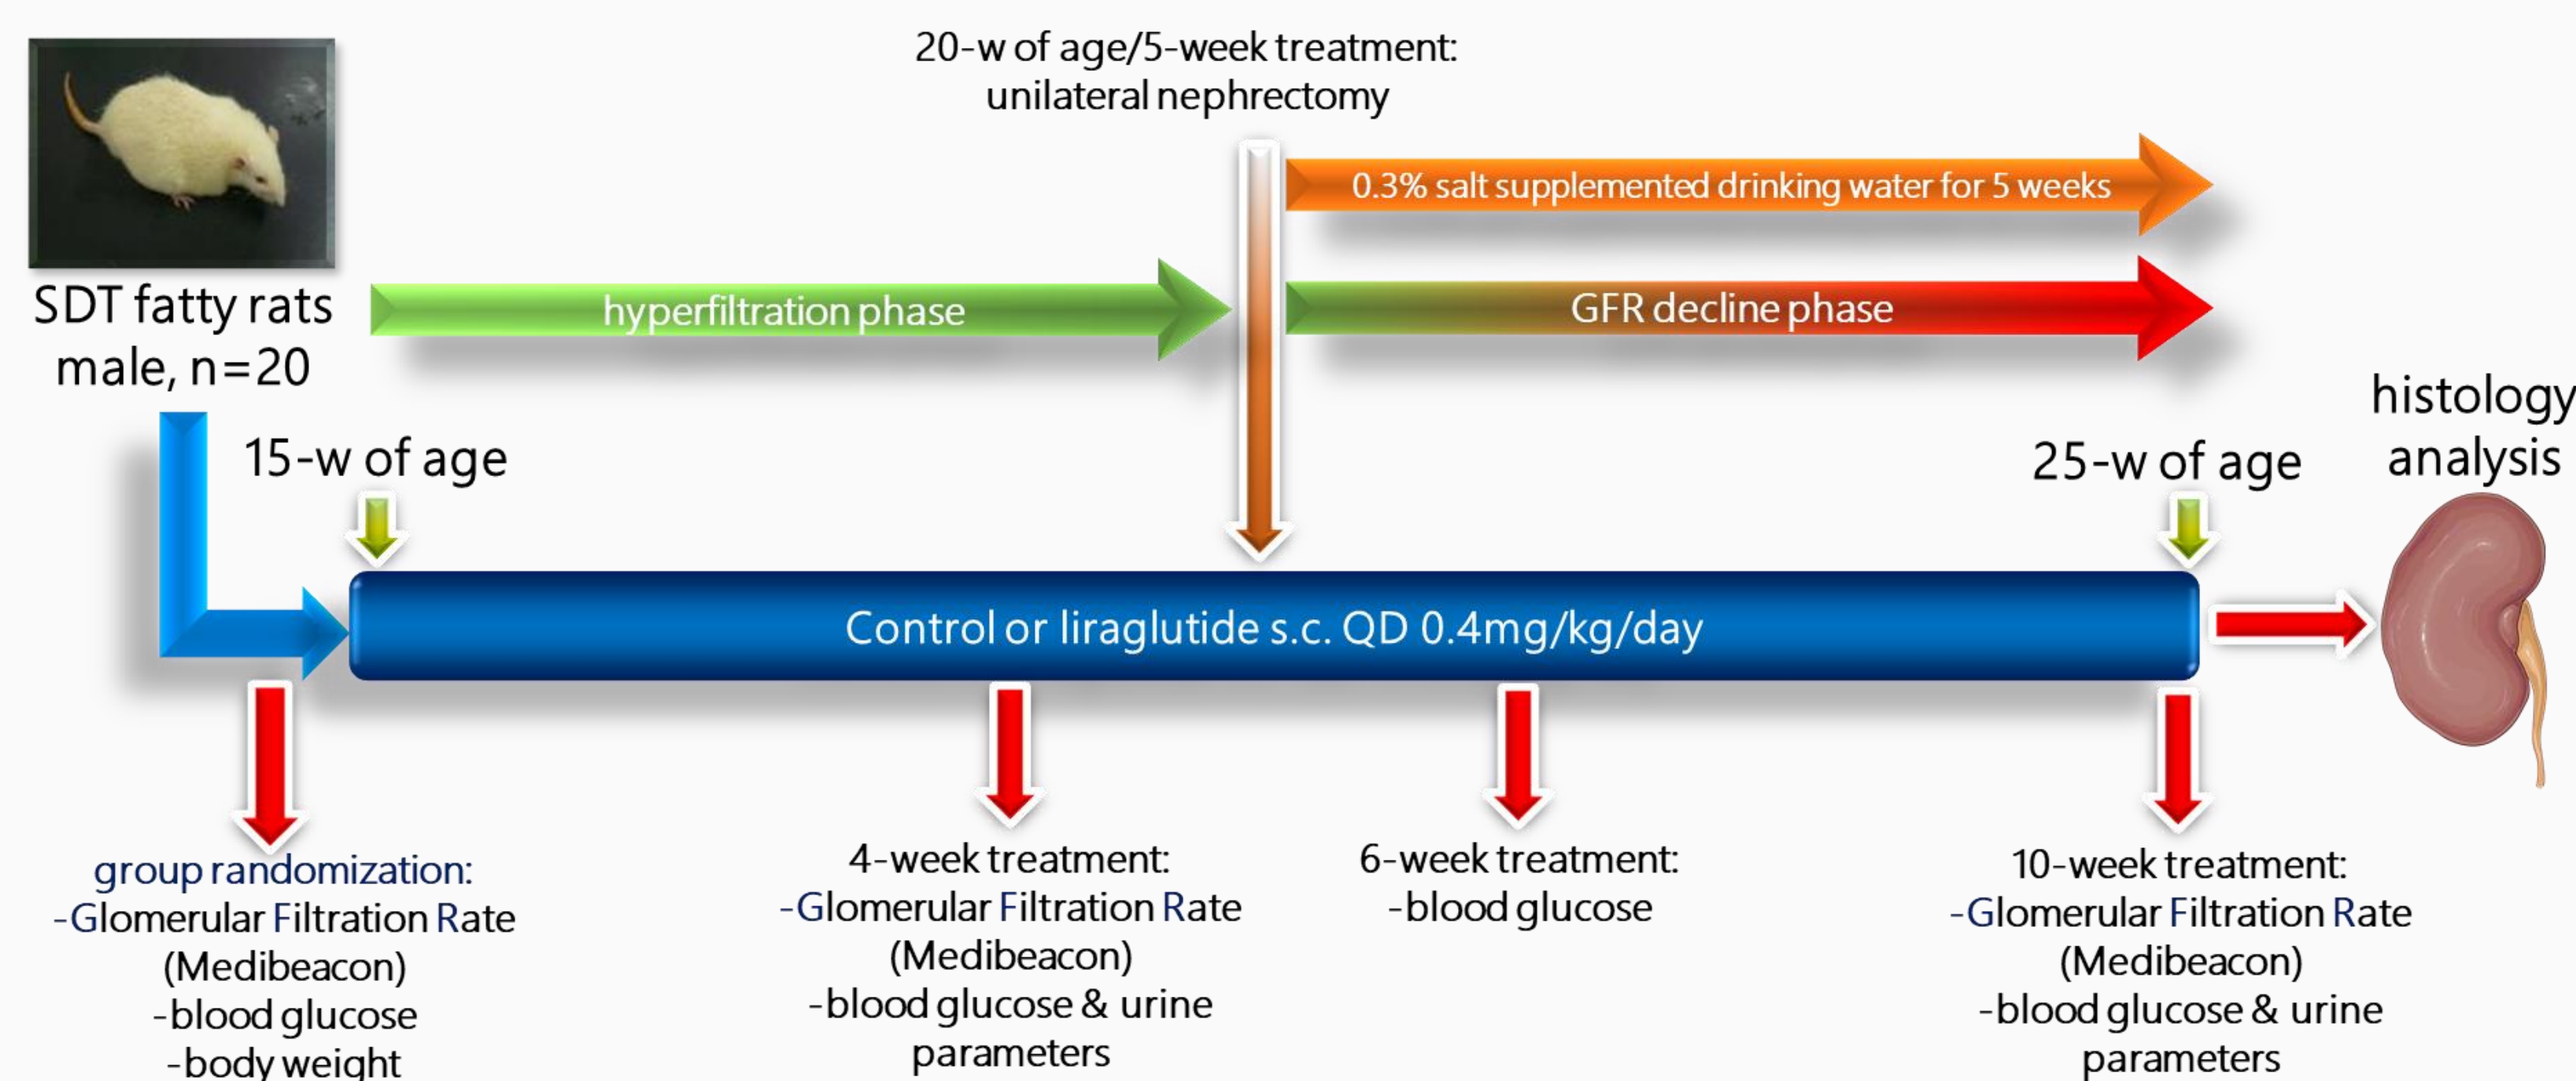 20-w of age/5-week treatment:
unilateral nephrectomy
0.3% salt supplemented drinking water for 5 weeks
hyperfiltration phase
GFR decline phase
SDT fatty rats
male, n=20
15-w of age
25-w of age
histology
analysis
Control or liraglutide s.c. QD 0.4mg/kg/day
group randomization:
-Glomerular Filtration Rate
(Medibeacon)
-blood glucose
-body weight
4-week treatment:
-Glomerular Filtration Rate
(Medibeacon)
-blood glucose & urine
parameters
6-week treatment:
-blood glucose
10-week treatment:
-Glomerular Filtration Rate
(Medibeacon)
-blood glucose & urine
parameters